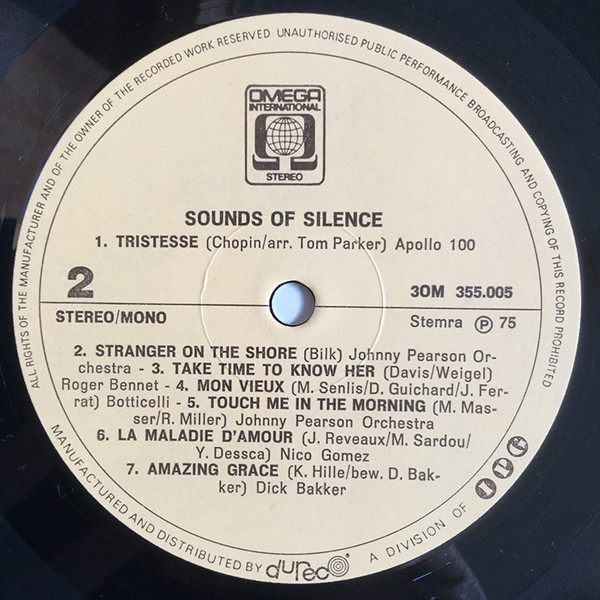 ALL RIGHTS OF THE MANUFACTURER AND OF THE OWNER OF THE RECORDED WORK RESERVED UNAUTHORISED PUBLIC PERFORMANCE BROADCASTING AND COPYING OF THIS RECORD PROHIBITED
OMEGA
INTERNATIONAL
STEREO
SOUNDS OF SILENCE
1. TRISTESSE (Chopin/arr. Tom Parker) Apollo 100
2
3OM 355.005
STEREO/MONO
Stemra Ⓟ 75
2. STRANGER ON THE SHORE (Bilk) Johnny Pearson Or-
chestra - 3. TAKE TIME TO KNOW HER (Davis/Weigel)
Roger Bennet - 4. MON VIEUX (M. Senlis/D. Guichard/J. Fer-
rat) Botticelli - 5. TOUCH ME IN THE MORNING (M. Mas-
ser/R. Miller) Johnny Pearson Orchestra
6. LA MALADIE D'AMOUR (J. Reveaux/M. Sardou/
Y. Dessca) Nico Gomez
7. AMAZING GRACE (K. Hille/bew. D. Bak-
ker) Dick Bakker
MANUFACTURED AND DISTRIBUTED BY dureco A DIVISION OF